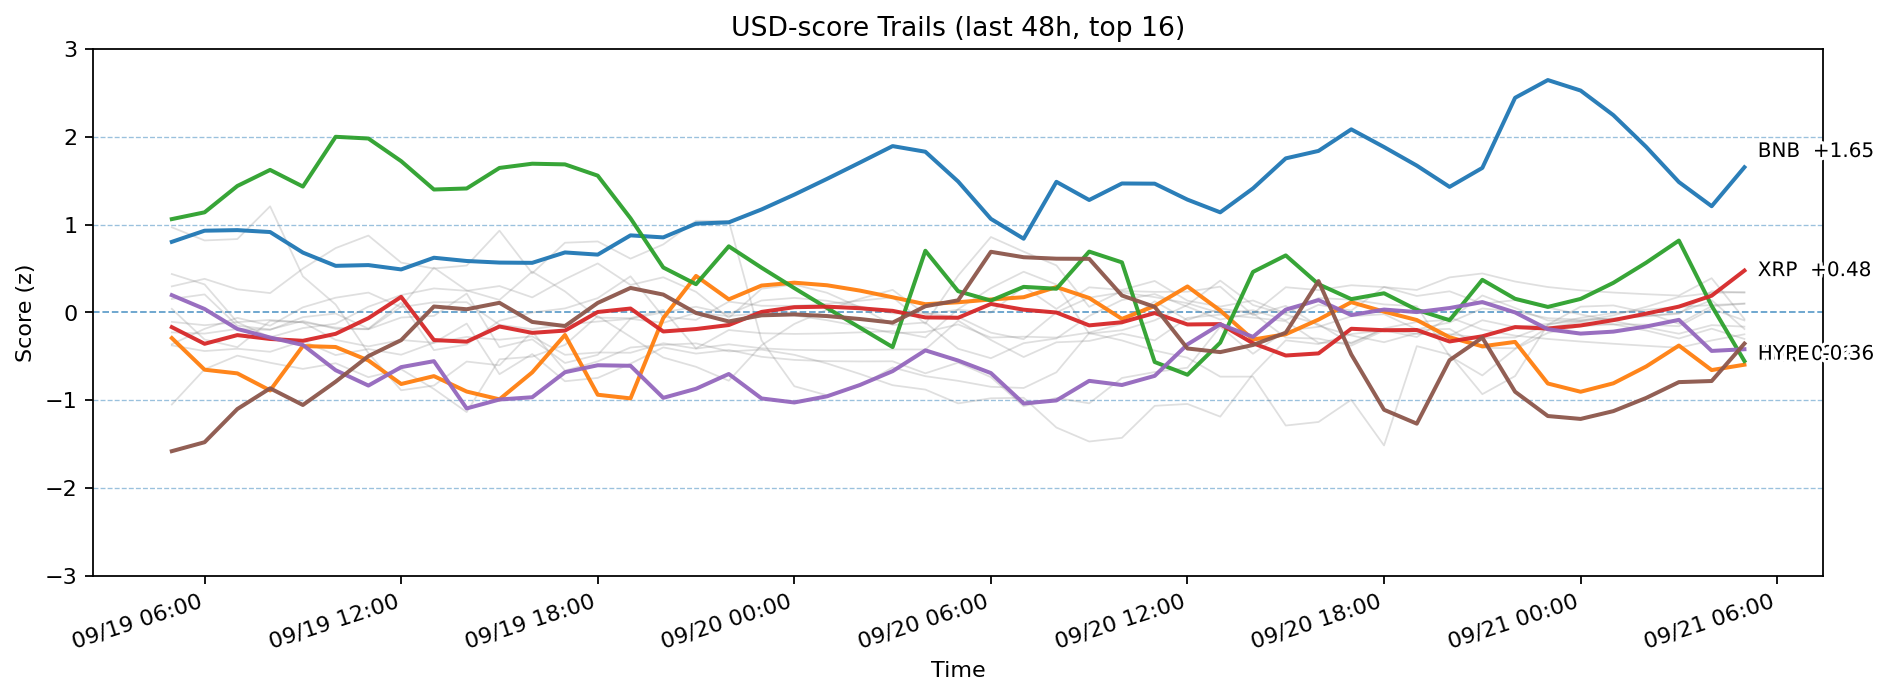 USD-score Trails (last 48h, top 16)
3
2
1
0
−1
−2
−3
Score (z)
BNB +1.65
XRP +0.48
HYPE
0.36
09/19 06:00
09/19 12:00
09/19 18:00
09/20 00:00
09/20 06:00
09/20 12:00
09/20 18:00
09/21 00:00
09/21 06:00
Time